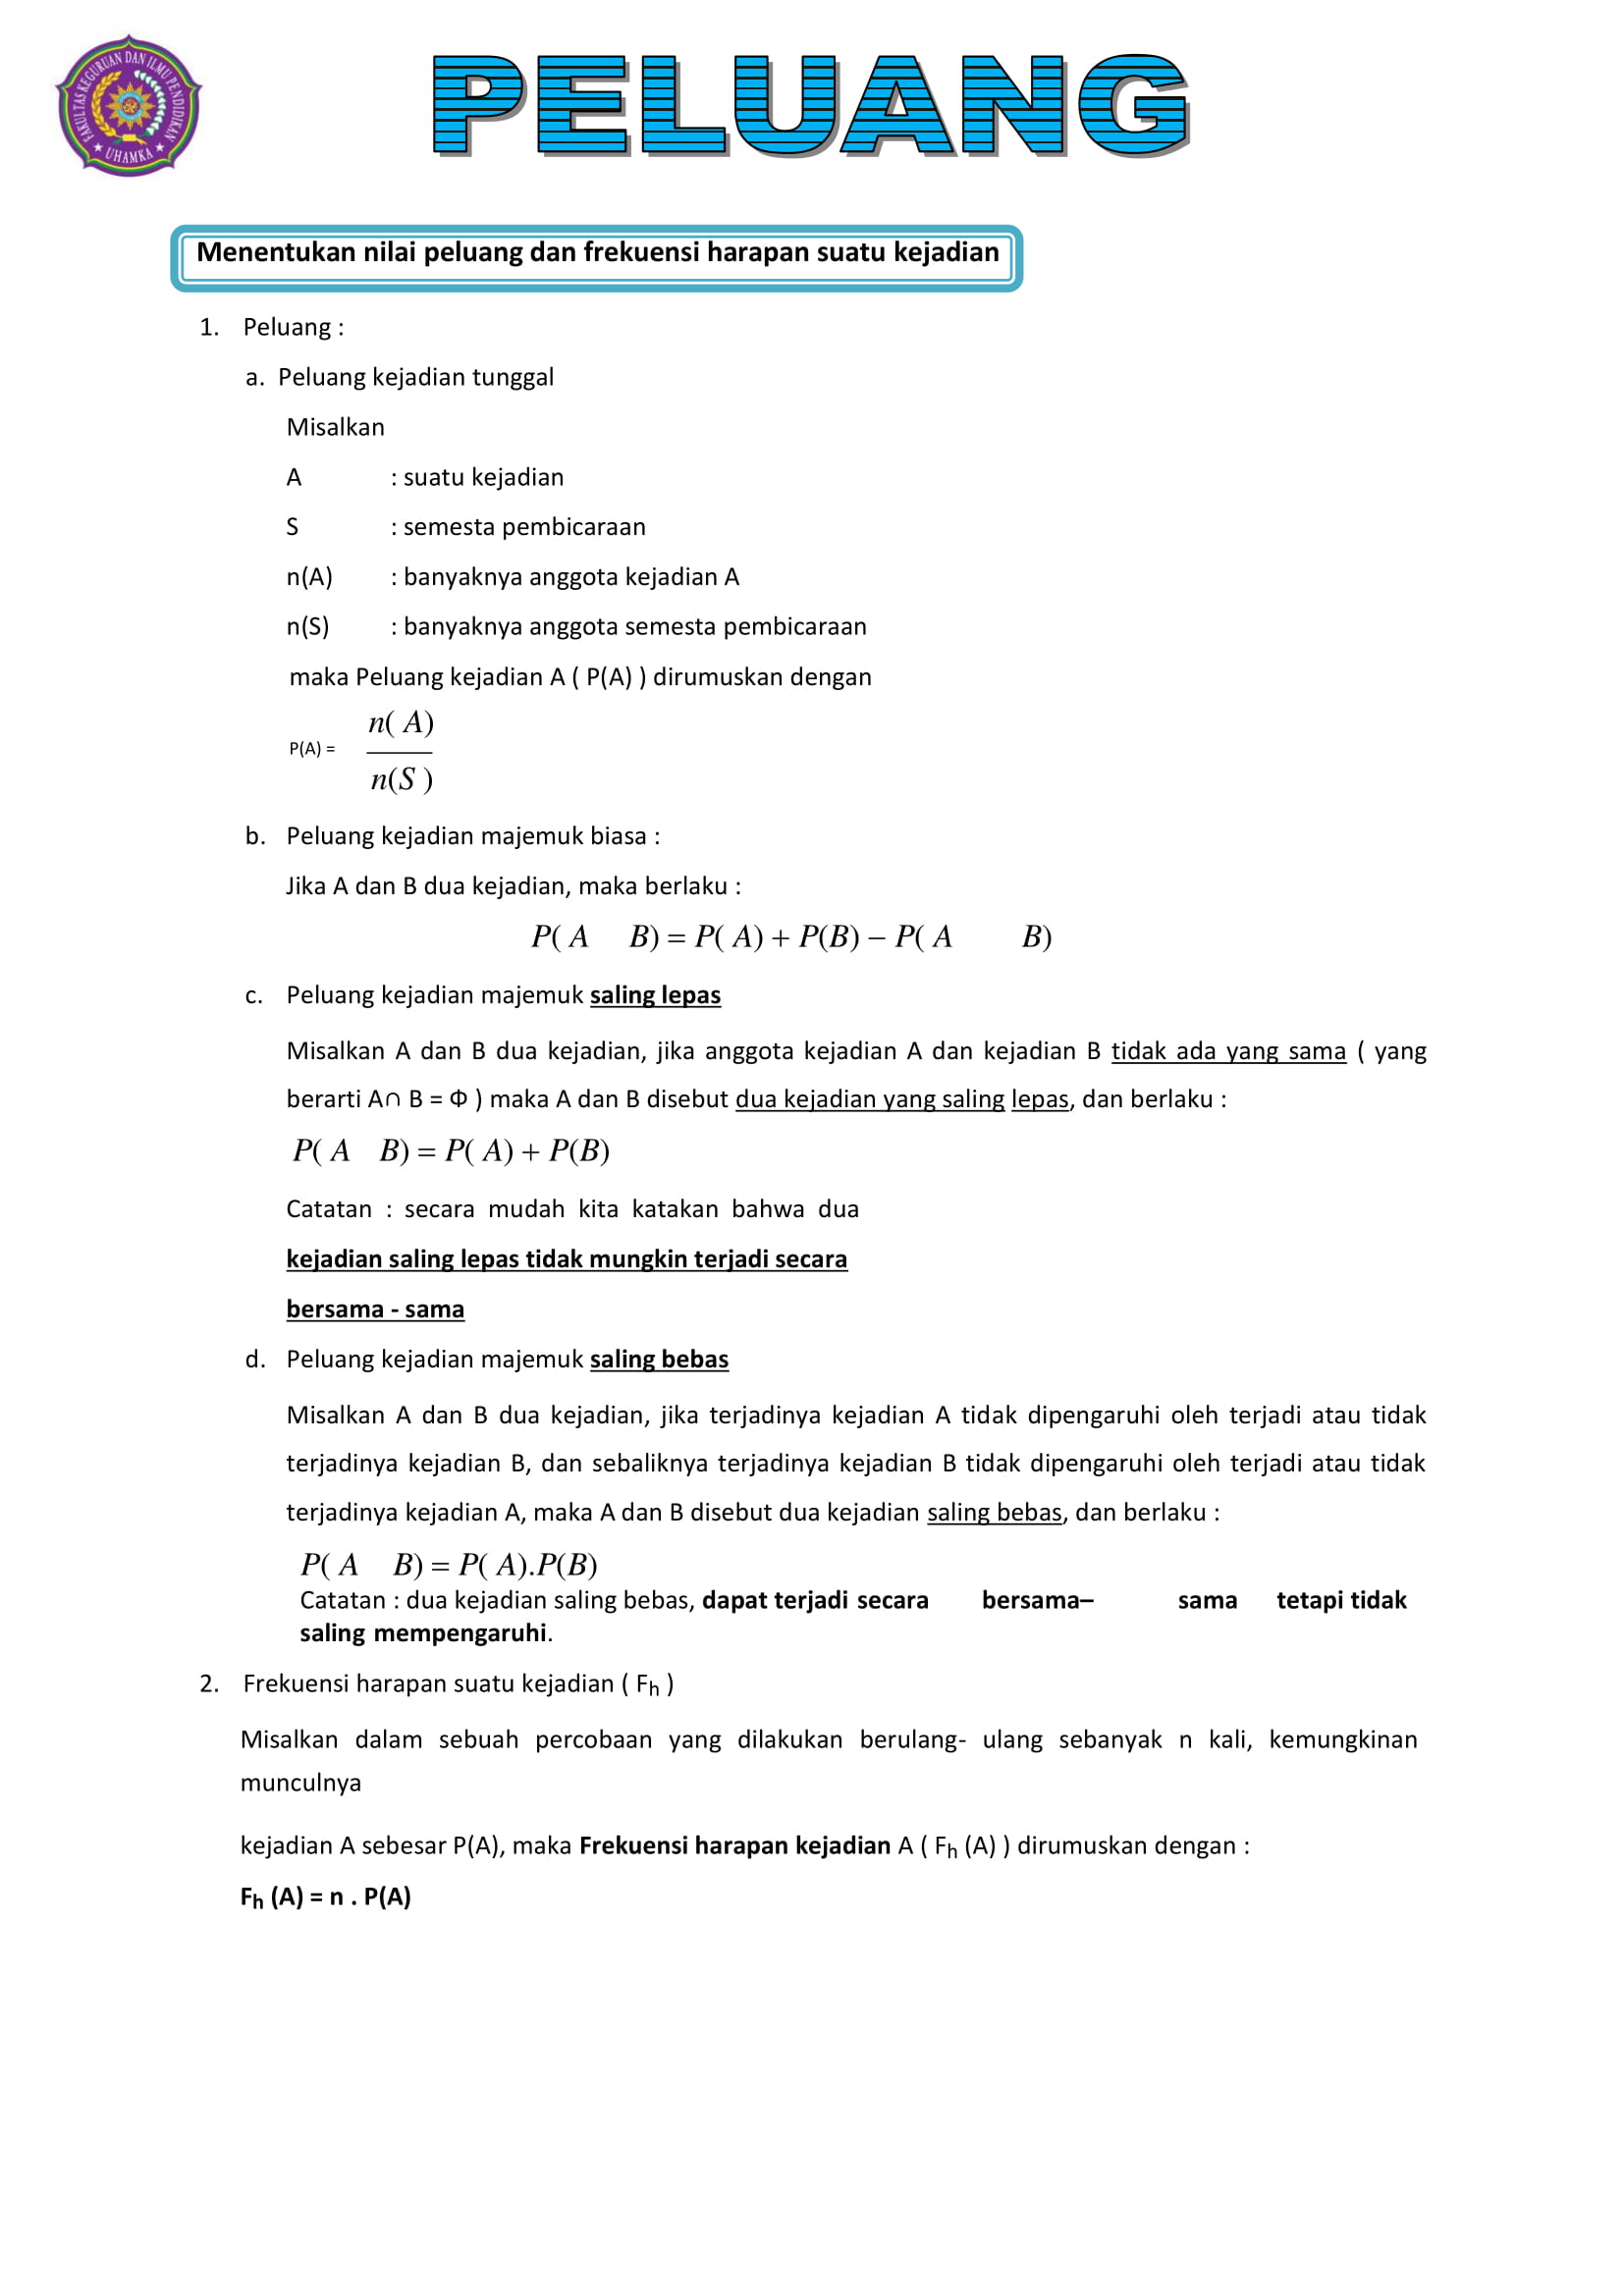 FAKULTAS KEGURUAN DAN ILMU PENDIDIKAN
UHAMKA
PELUANG
Menentukan nilai peluang dan frekuensi harapan suatu kejadian
1. Peluang :
a. Peluang kejadian tunggal
Misalkan
A : suatu kejadian
S : semesta pembicaraan
n(A) : banyaknya anggota kejadian A
n(S) : banyaknya anggota semesta pembicaraan
maka Peluang kejadian A ( P(A) ) dirumuskan dengan
n( A)
P(A) =
n(S )
b. Peluang kejadian majemuk biasa :
Jika A dan B dua kejadian, maka berlaku :
P( A B) = P( A) + P(B) − P( A B)
c. Peluang kejadian majemuk saling lepas
Misalkan A dan B dua kejadian, jika anggota kejadian A dan kejadian B tidak ada yang sama ( yang
berarti A∩ B = Φ ) maka A dan B disebut dua kejadian yang saling lepas, dan berlaku :
P( A B) = P( A) + P(B)
Catatan : secara mudah kita katakan bahwa dua
kejadian saling lepas tidak mungkin terjadi secara
bersama - sama
d. Peluang kejadian majemuk saling bebas
Misalkan A dan B dua kejadian, jika terjadinya kejadian A tidak dipengaruhi oleh terjadi atau tidak
terjadinya kejadian B, dan sebaliknya terjadinya kejadian B tidak dipengaruhi oleh terjadi atau tidak
terjadinya kejadian A, maka A dan B disebut dua kejadian saling bebas, dan berlaku :
P( A B) = P( A).P(B)
Catatan : dua kejadian saling bebas, dapat terjadi secara bersama– sama tetapi tidak
saling mempengaruhi.
2. Frekuensi harapan suatu kejadian ( Fh )
Misalkan dalam sebuah percobaan yang dilakukan berulang- ulang sebanyak n kali, kemungkinan
munculnya
kejadian A sebesar P(A), maka Frekuensi harapan kejadian A ( Fh (A) ) dirumuskan dengan :
Fh (A) = n . P(A)